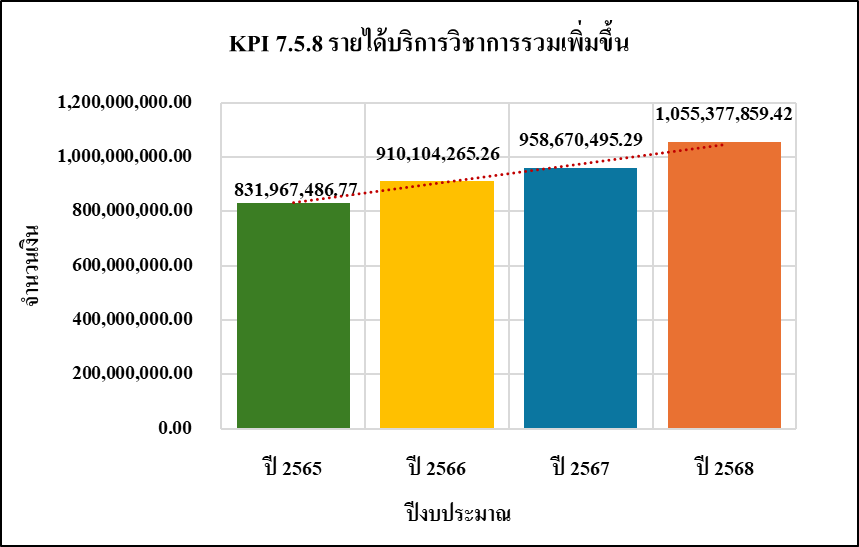 KPI 7.5.8 รายได้บริการวิชาการรวมเพิ่มขึ้น
1,200,000,000.00
1,000,000,000.00
800,000,000.00
600,000,000.00
400,000,000.00
200,000,000.00
0.00
จำนวนเงิน
831,967,486.77
910,104,265.26
958,670,495.29
1,055,377,859.42
ปี 2565
ปี 2566
ปี 2567
ปี 2568
ปีงบประมาณ